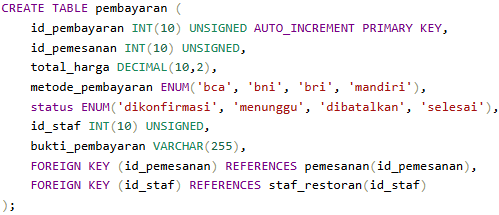 CREATE TABLE pembayaran (
    id_pembayaran INT(10) UNSIGNED AUTO_INCREMENT PRIMARY KEY,
    id_pemesanan INT(10) UNSIGNED,
    total_harga DECIMAL(10,2),
    metode_pembayaran ENUM('bca', 'bni', 'bri', 'mandiri'),
    status ENUM('dikonfirmasi', 'menunggu', 'dibatalkan', 'selesai'),
    id_staf INT(10) UNSIGNED,
    bukti_pembayaran VARCHAR(255),
    FOREIGN KEY (id_pemesanan) REFERENCES pemesanan(id_pemesanan),
    FOREIGN KEY (id_staf) REFERENCES staf_restoran(id_staf)
);